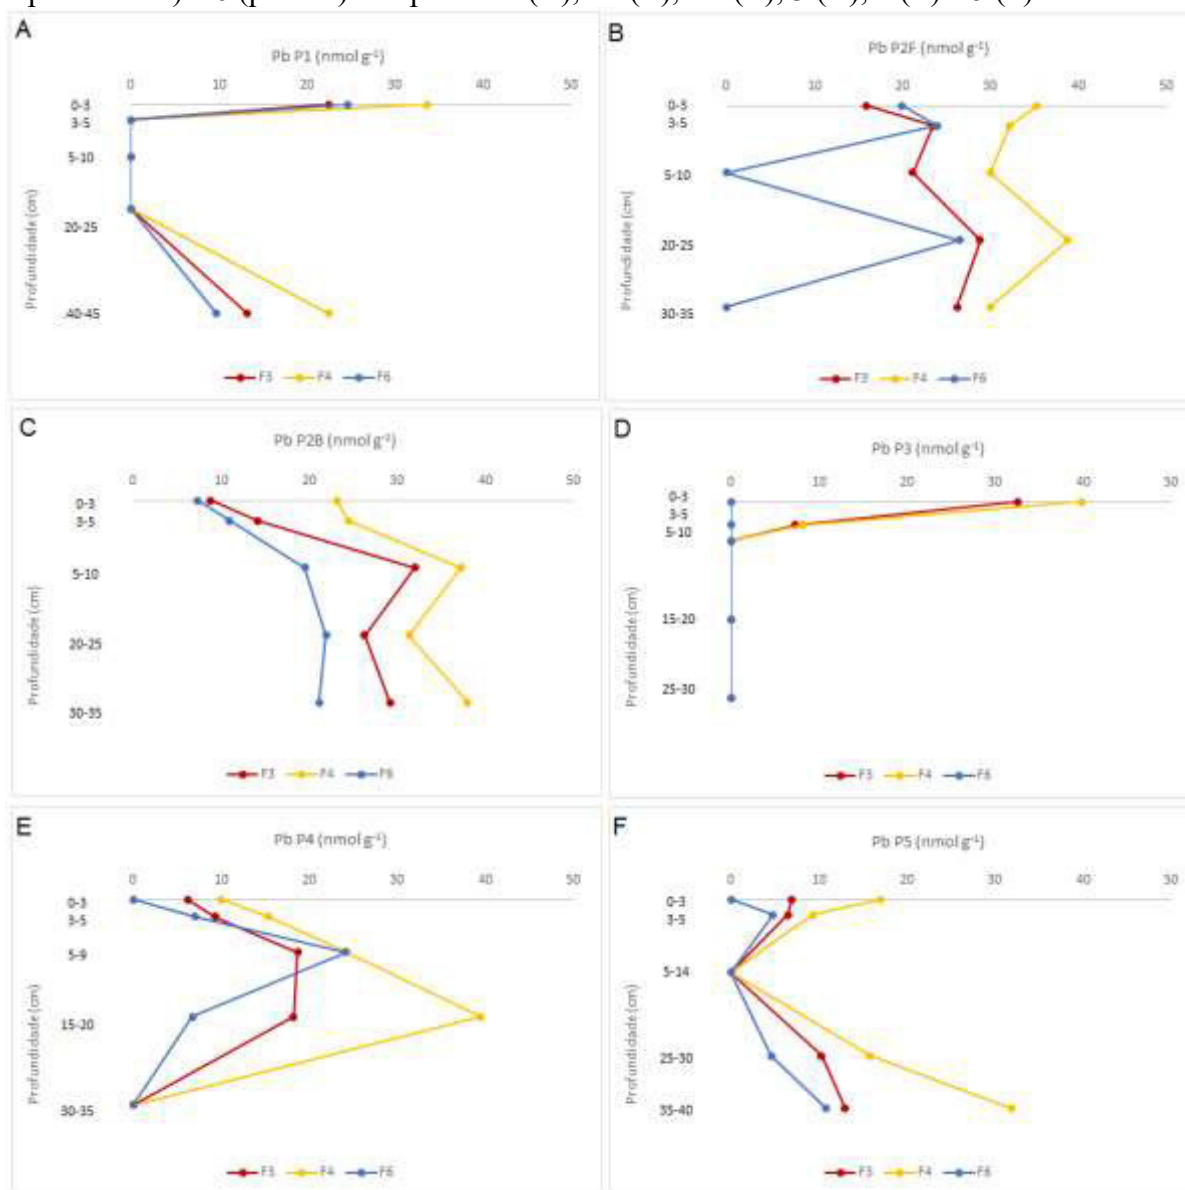 A
Pb P1 (nmol g⁻¹)
0 10 20 30 40 50
0-3
3-5
5-10
20-25
40-45
Profundidade (cm)
F3 F4 F6
B
Pb P2F (nmol g⁻¹)
0 10 20 30 40 50
0-3
3-5
5-10
20-25
30-35
Profundidade (cm)
F3 F4 F6
C
Pb P2B (nmol g⁻¹)
0 10 20 30 40 50
0-3
3-5
5-10
20-25
30-35
Profundidade (cm)
F3 F4 F6
D
Pb P3 (nmol g⁻¹)
0 10 20 30 40 50
0-3
3-5
5-10
15-20
25-30
Profundidade (cm)
F3 F4 F6
E
Pb P4 (nmol g⁻¹)
0 10 20 30 40 50
0-3
3-5
5-9
15-20
30-35
Profundidade (cm)
F3 F4 F6
F
Pb P5 (nmol g⁻¹)
0 10 20 30 40 50
0-3
3-5
5-14
25-30
35-40
Profundidade (cm)
F3 F4 F6